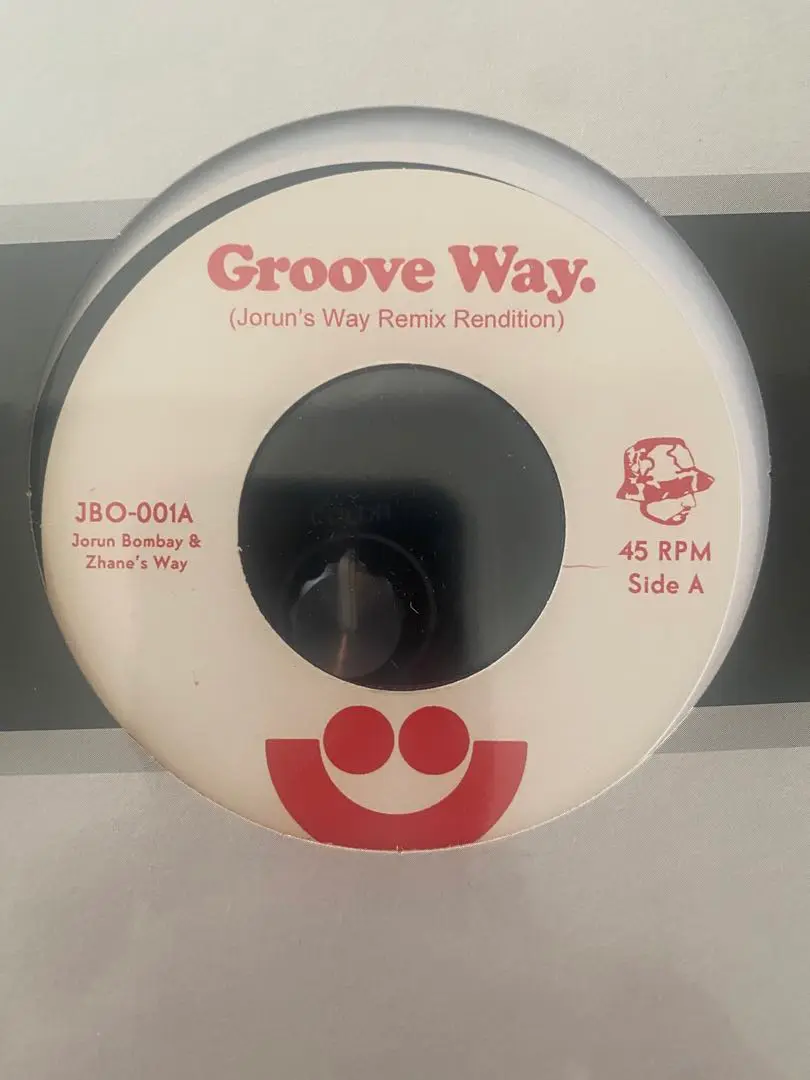 Groove Way.
(Jorun's Way Remix Rendition)
JBO-001A
Jorun Bombay &
Zhane's Way
45 RPM
Side A